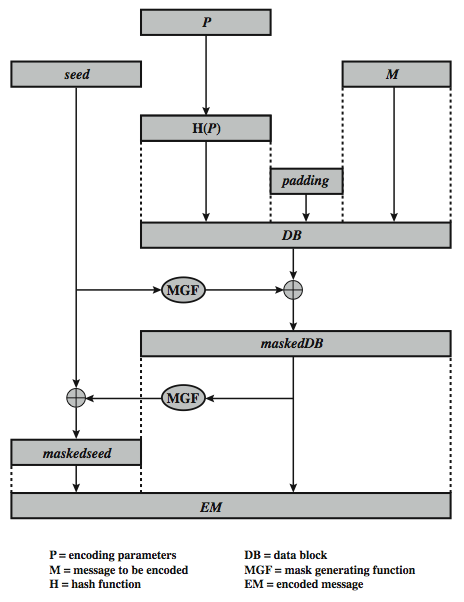 P
seed
M
H(P)
padding
DB
MGF
maskedDB
MGF
maskedseed
EM
P = encoding parameters
M = message to be encoded
H = hash function
DB = data block
MGF = mask generating function
EM = encoded message